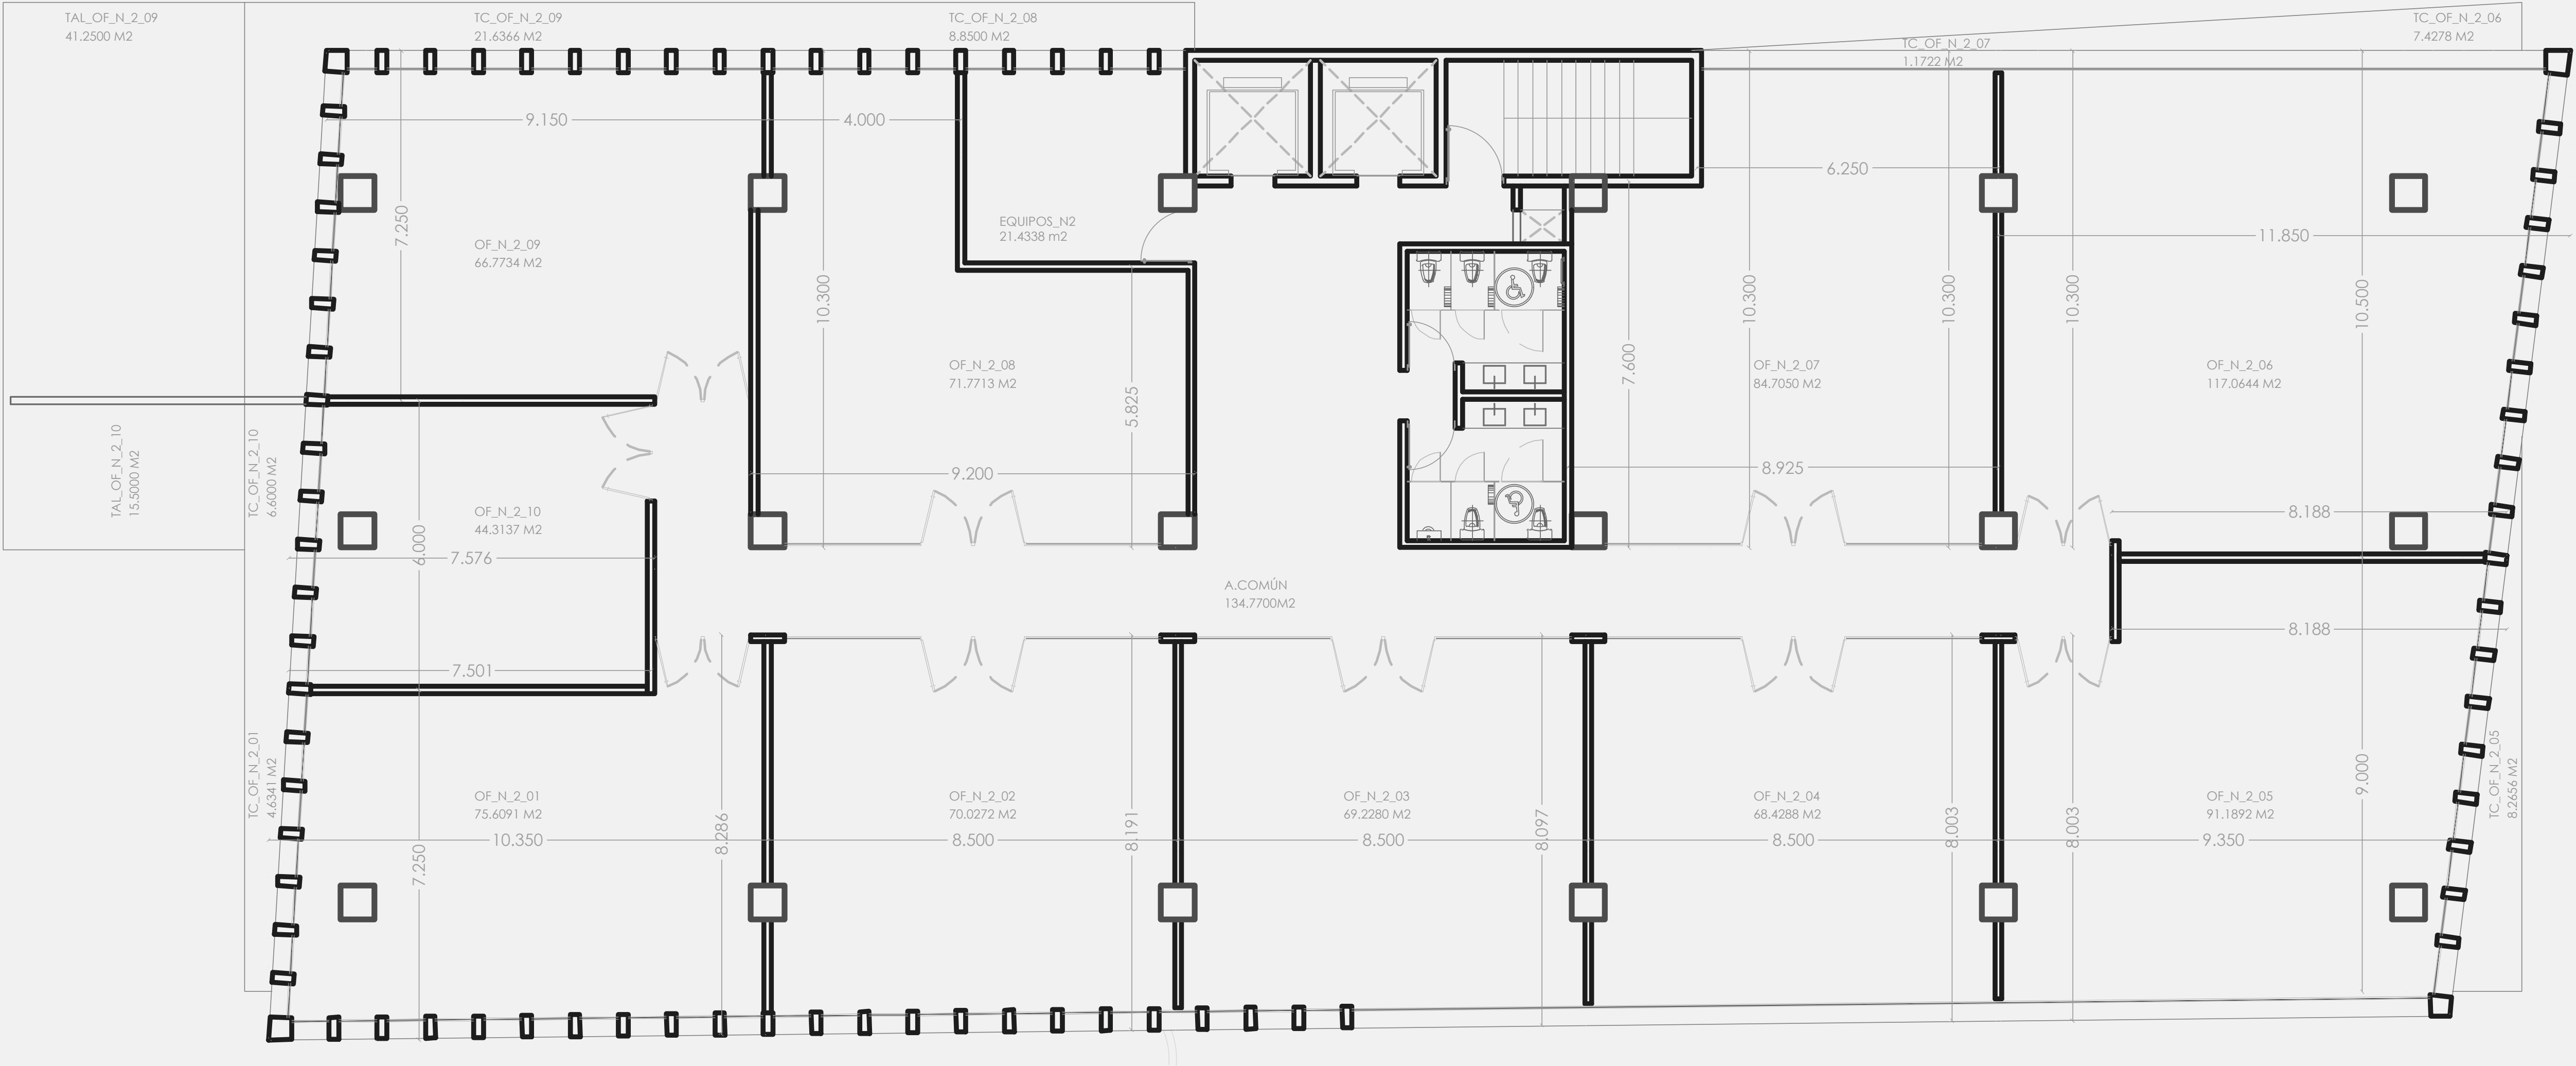 TAL_OF_N_2_09
41.2500 M2
TC_OF_N_2_09
21.6366 M2
TC_OF_N_2_08
8.8500 M2
TC_OF_N_2_07
1.1722 M2
TC_OF_N_2_06
7.4278 M2
9.150
4.000
6.250
7.250
EQUIPOS_N2
21.4338 m2
11.850
OF_N_2_09
66.7734 M2
10.300
10.300
10.300
10.300
10.500
OF_N_2_08
71.7713 M2
5.825
7.600
OF_N_2_07
84.7050 M2
OF_N_2_06
117.0644 M2
TAL_OF_N_2_10
15.5000 M2
TC_OF_N_2_10
6.6000 M2
9.200
8.925
OF_N_2_10
44.3137 M2
8.188
6.000
7.576
A.COMÚN
134.7700M2
8.188
7.501
TC_OF_N_2_01
4.6341 M2
OF_N_2_01
75.6091 M2
OF_N_2_02
70.0272 M2
OF_N_2_03
69.2280 M2
OF_N_2_04
68.4288 M2
OF_N_2_05
91.1892 M2
TC_OF_N_2_05
8.2656 M2
9.000
10.350
8.500
8.500
8.500
9.350
7.250
8.286
8.191
8.097
8.003
8.003